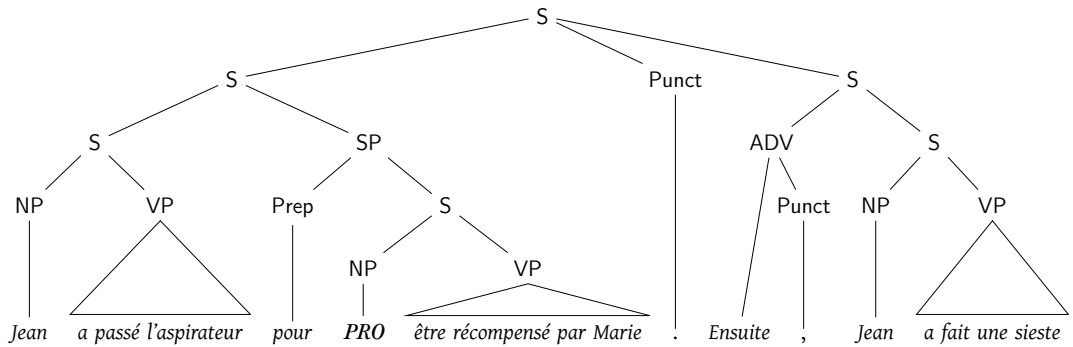 S
S Punct S
S SP ADV S
NP VP Prep S Punct NP VP
NP VP
Jean a passé l'aspirateur pour PRO être récompensé par Marie . Ensuite , Jean a fait une sieste